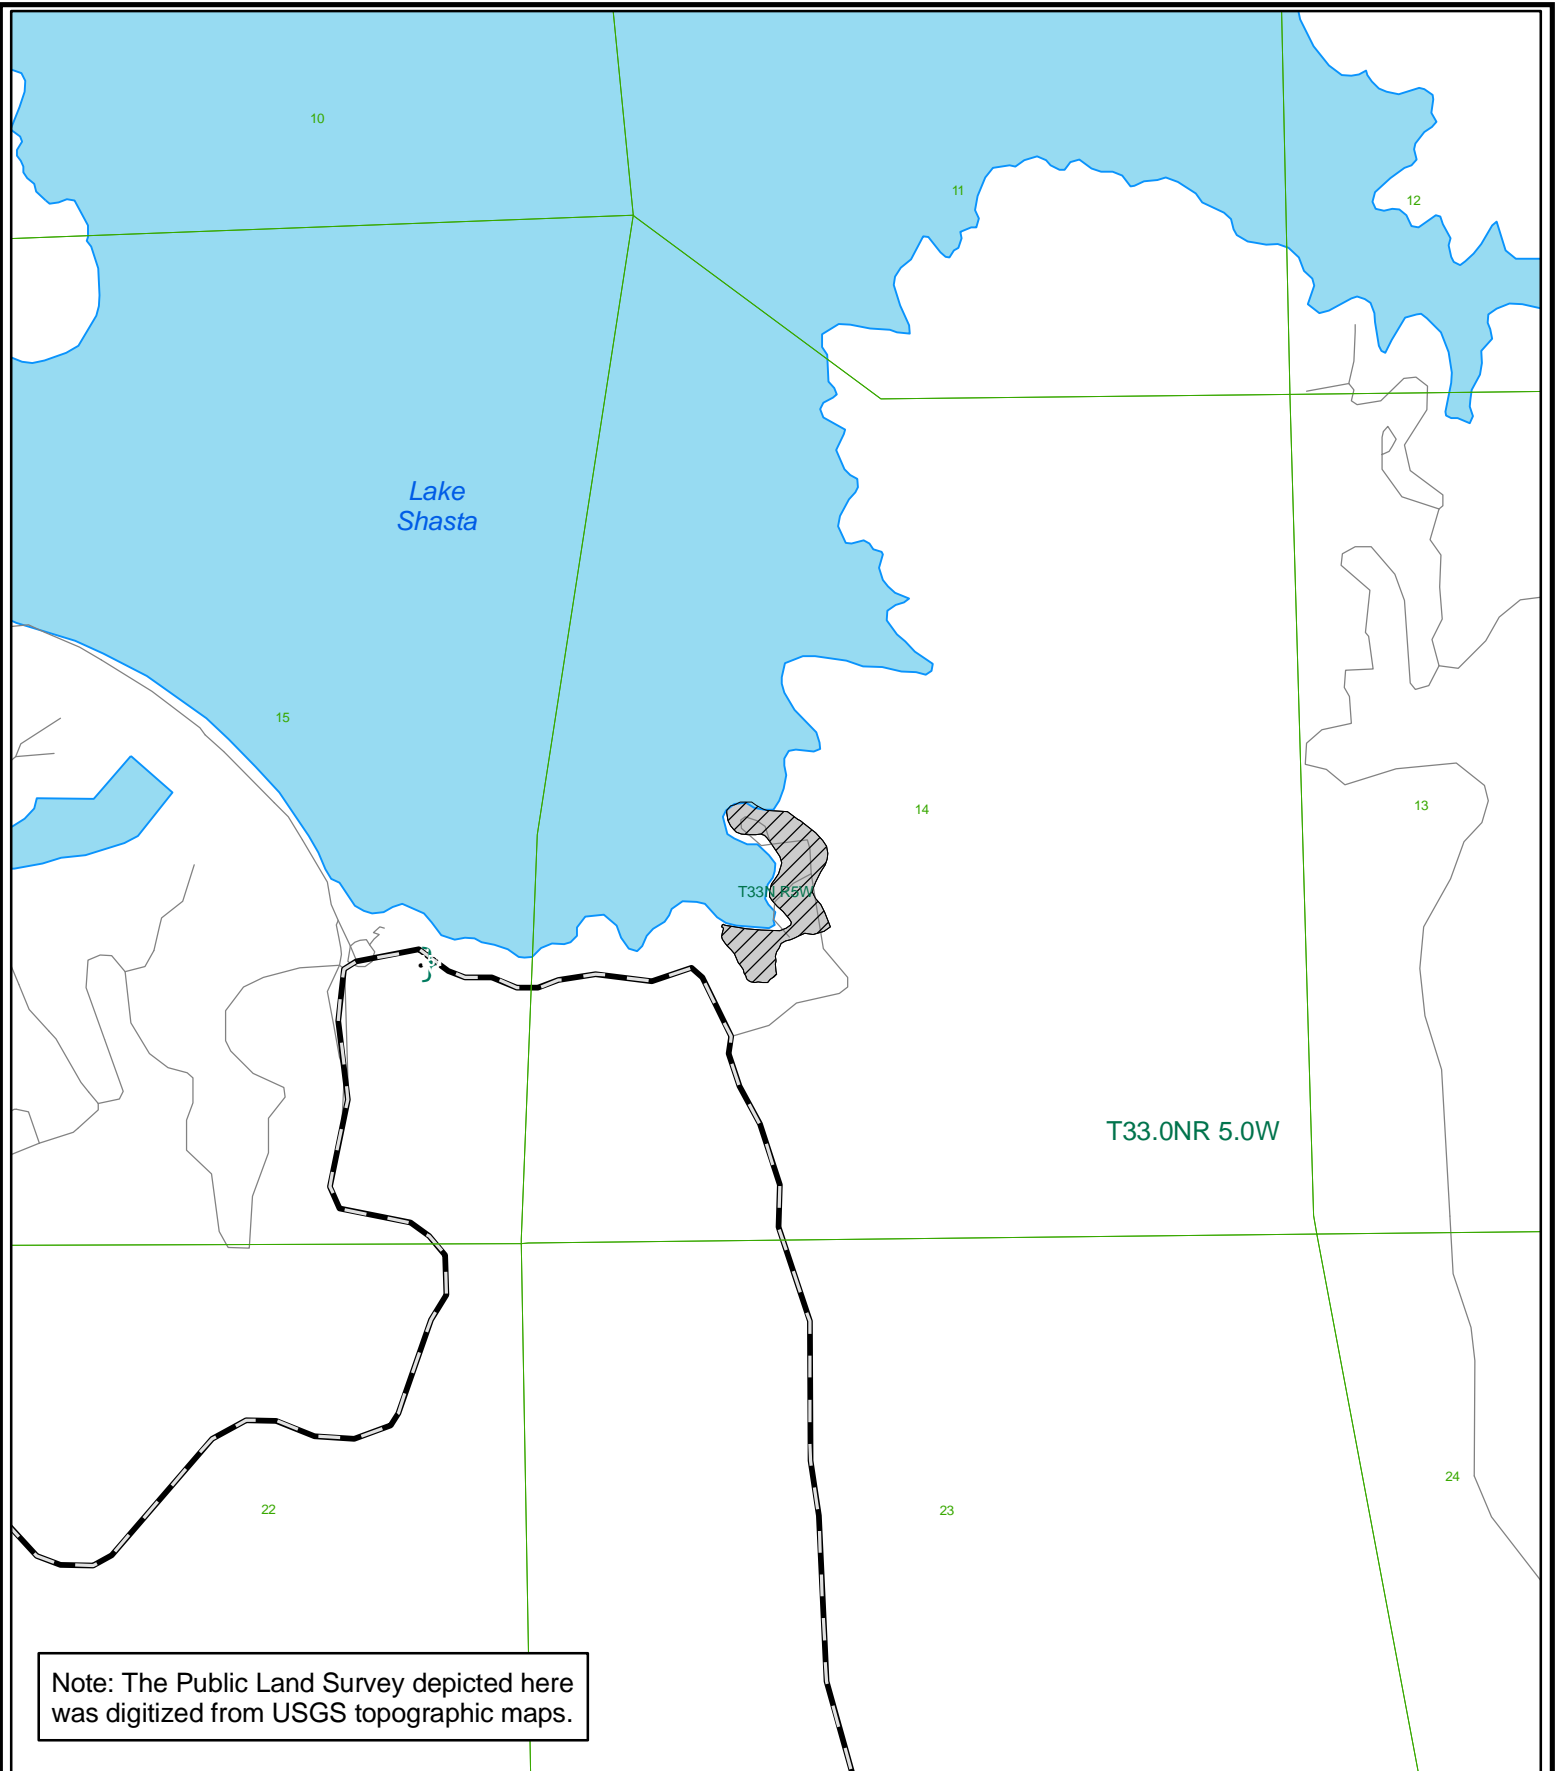 10
11
12
Lake
Shasta
15
14
13
T33N R5W
T33.0NR 5.0W
22
23
24
Note: The Public Land Survey depicted here
was digitized from USGS topographic maps.